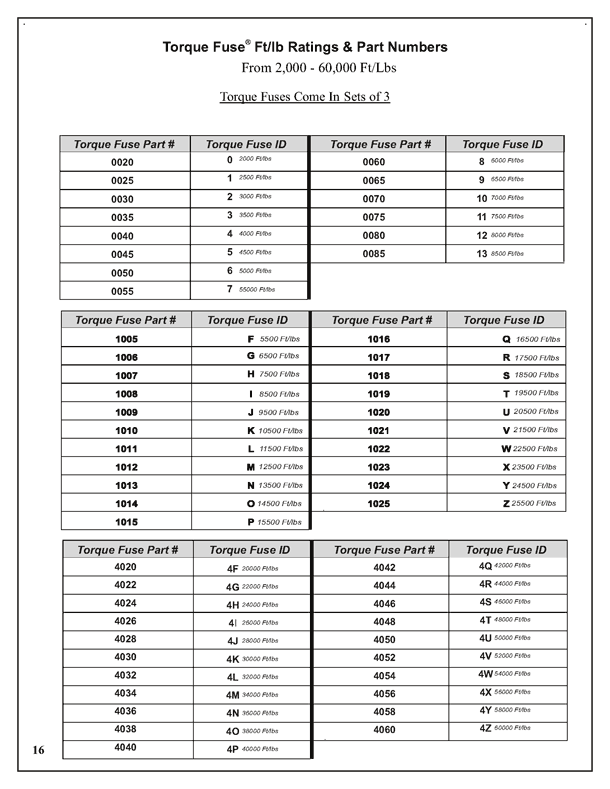 Torque Fuse® Ft/lb Ratings & Part Numbers
From 2,000 - 60,000 Ft/Lbs
Torque Fuses Come In Sets of 3
Torque Fuse Part # Torque Fuse ID Torque Fuse Part # Torque Fuse ID
0020 0 2000 Ft/lbs 0060 8 6000 Ft/lbs
0025 1 2500 Ft/lbs 0065 9 6500 Ft/lbs
0030 2 3000 Ft/lbs 0070 10 7000 Ft/lbs
0035 3 3500 Ft/lbs 0075 11 7500 Ft/lbs
0040 4 4000 Ft/lbs 0080 12 8000 Ft/lbs
0045 5 4500 Ft/lbs 0085 13 8500 Ft/lbs
0050 6 5000 Ft/lbs
0055 7 55000 Ft/lbs
Torque Fuse Part # Torque Fuse ID Torque Fuse Part # Torque Fuse ID
1005 F 5500 Ft/lbs 1016 Q 16500 Ft/lbs
1006 G 6500 Ft/lbs 1017 R 17500 Ft/lbs
1007 H 7500 Ft/lbs 1018 S 18500 Ft/lbs
1008 I 8500 Ft/lbs 1019 T 19500 Ft/lbs
1009 J 9500 Ft/lbs 1020 U 20500 Ft/lbs
1010 K 10500 Ft/lbs 1021 V 21500 Ft/lbs
1011 L 11500 Ft/lbs 1022 W 22500 Ft/lbs
1012 M 12500 Ft/lbs 1023 X 23500 Ft/lbs
1013 N 13500 Ft/lbs 1024 Y 24500 Ft/lbs
1014 O 14500 Ft/lbs 1025 Z 25500 Ft/lbs
1015 P 15500 Ft/lbs
Torque Fuse Part # Torque Fuse ID Torque Fuse Part # Torque Fuse ID
4020 4F 20000 Ft/lbs 4042 4Q 42000 Ft/lbs
4022 4G 22000 Ft/lbs 4044 4R 44000 Ft/lbs
4024 4H 24000 Ft/lbs 4046 4S 46000 Ft/lbs
4026 4I 26000 Ft/lbs 4048 4T 48000 Ft/lbs
4028 4J 28000 Ft/lbs 4050 4U 50000 Ft/lbs
4030 4K 30000 Ft/lbs 4052 4V 52000 Ft/lbs
4032 4L 32000 Ft/lbs 4054 4W 54000 Ft/lbs
4034 4M 34000 Ft/lbs 4056 4X 56000 Ft/lbs
4036 4N 36000 Ft/lbs 4058 4Y 58000 Ft/lbs
4038 4O 38000 Ft/lbs 4060 4Z 60000 Ft/lbs
4040 4P 40000 Ft/lbs
16